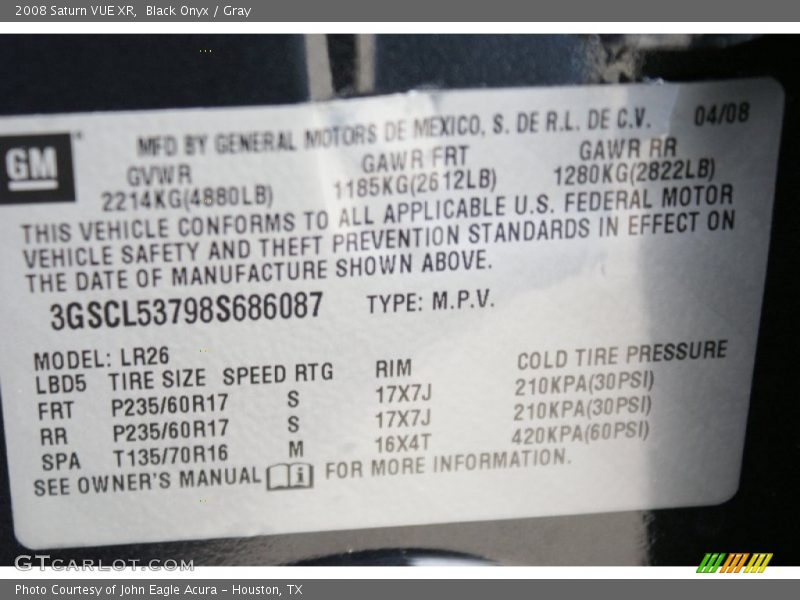 2008 Saturn VUE XR, Black Onyx / Gray
GM
MFD BY GENERAL MOTORS DE MEXICO, S. DE R.L. DE C.V. 04/08
GVWR GAWR FRT GAWR RR
2214KG(4880LB) 1185KG(2612LB) 1280KG(2822LB)
THIS VEHICLE CONFORMS TO ALL APPLICABLE U.S. FEDERAL MOTOR
VEHICLE SAFETY AND THEFT PREVENTION STANDARDS IN EFFECT ON
THE DATE OF MANUFACTURE SHOWN ABOVE.
3GSCL53798S686087 TYPE: M.P.V.
MODEL: LR26
LBD5 TIRE SIZE SPEED RTG RIM COLD TIRE PRESSURE
FRT P235/60R17 S 17X7J 210KPA(30PSI)
RR P235/60R17 S 17X7J 210KPA(30PSI)
SPA T135/70R16 M 16X4T 420KPA(60PSI)
SEE OWNER'S MANUAL i FOR MORE INFORMATION.
GTCARLOT.COM
Photo Courtesy of John Eagle Acura - Houston, TX